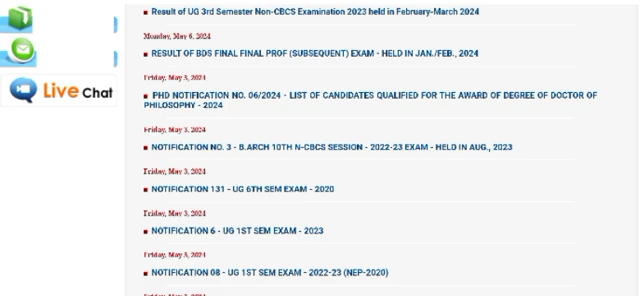 Result of UG 3rd Semester Non-CBCS Examination 2023 held in February-March 2024
Monday, May 6, 2024
RESULT OF BDS FINAL FINAL PROF (SUBSEQUENT) EXAM - HELD IN JAN./FEB., 2024
Friday, May 3, 2024
PHD NOTIFICATION NO. 06/2024 - LIST OF CANDIDATES QUALIFIED FOR THE AWARD OF DEGREE OF DOCTOR OF
PHILOSOPHY - 2024
Friday, May 3, 2024
NOTIFICATION NO. 3 - B.ARCH 10TH N-CBCS SESSION - 2022-23 EXAM - HELD IN AUG., 2023
Friday, May 3, 2024
NOTIFICATION 131 - UG 6TH SEM EXAM - 2020
Friday, May 3, 2024
NOTIFICATION 6 - UG 1ST SEM EXAM - 2023
Friday, May 3, 2024
NOTIFICATION 08 - UG 1ST SEM EXAM - 2022-23 (NEP-2020)
Live Chat